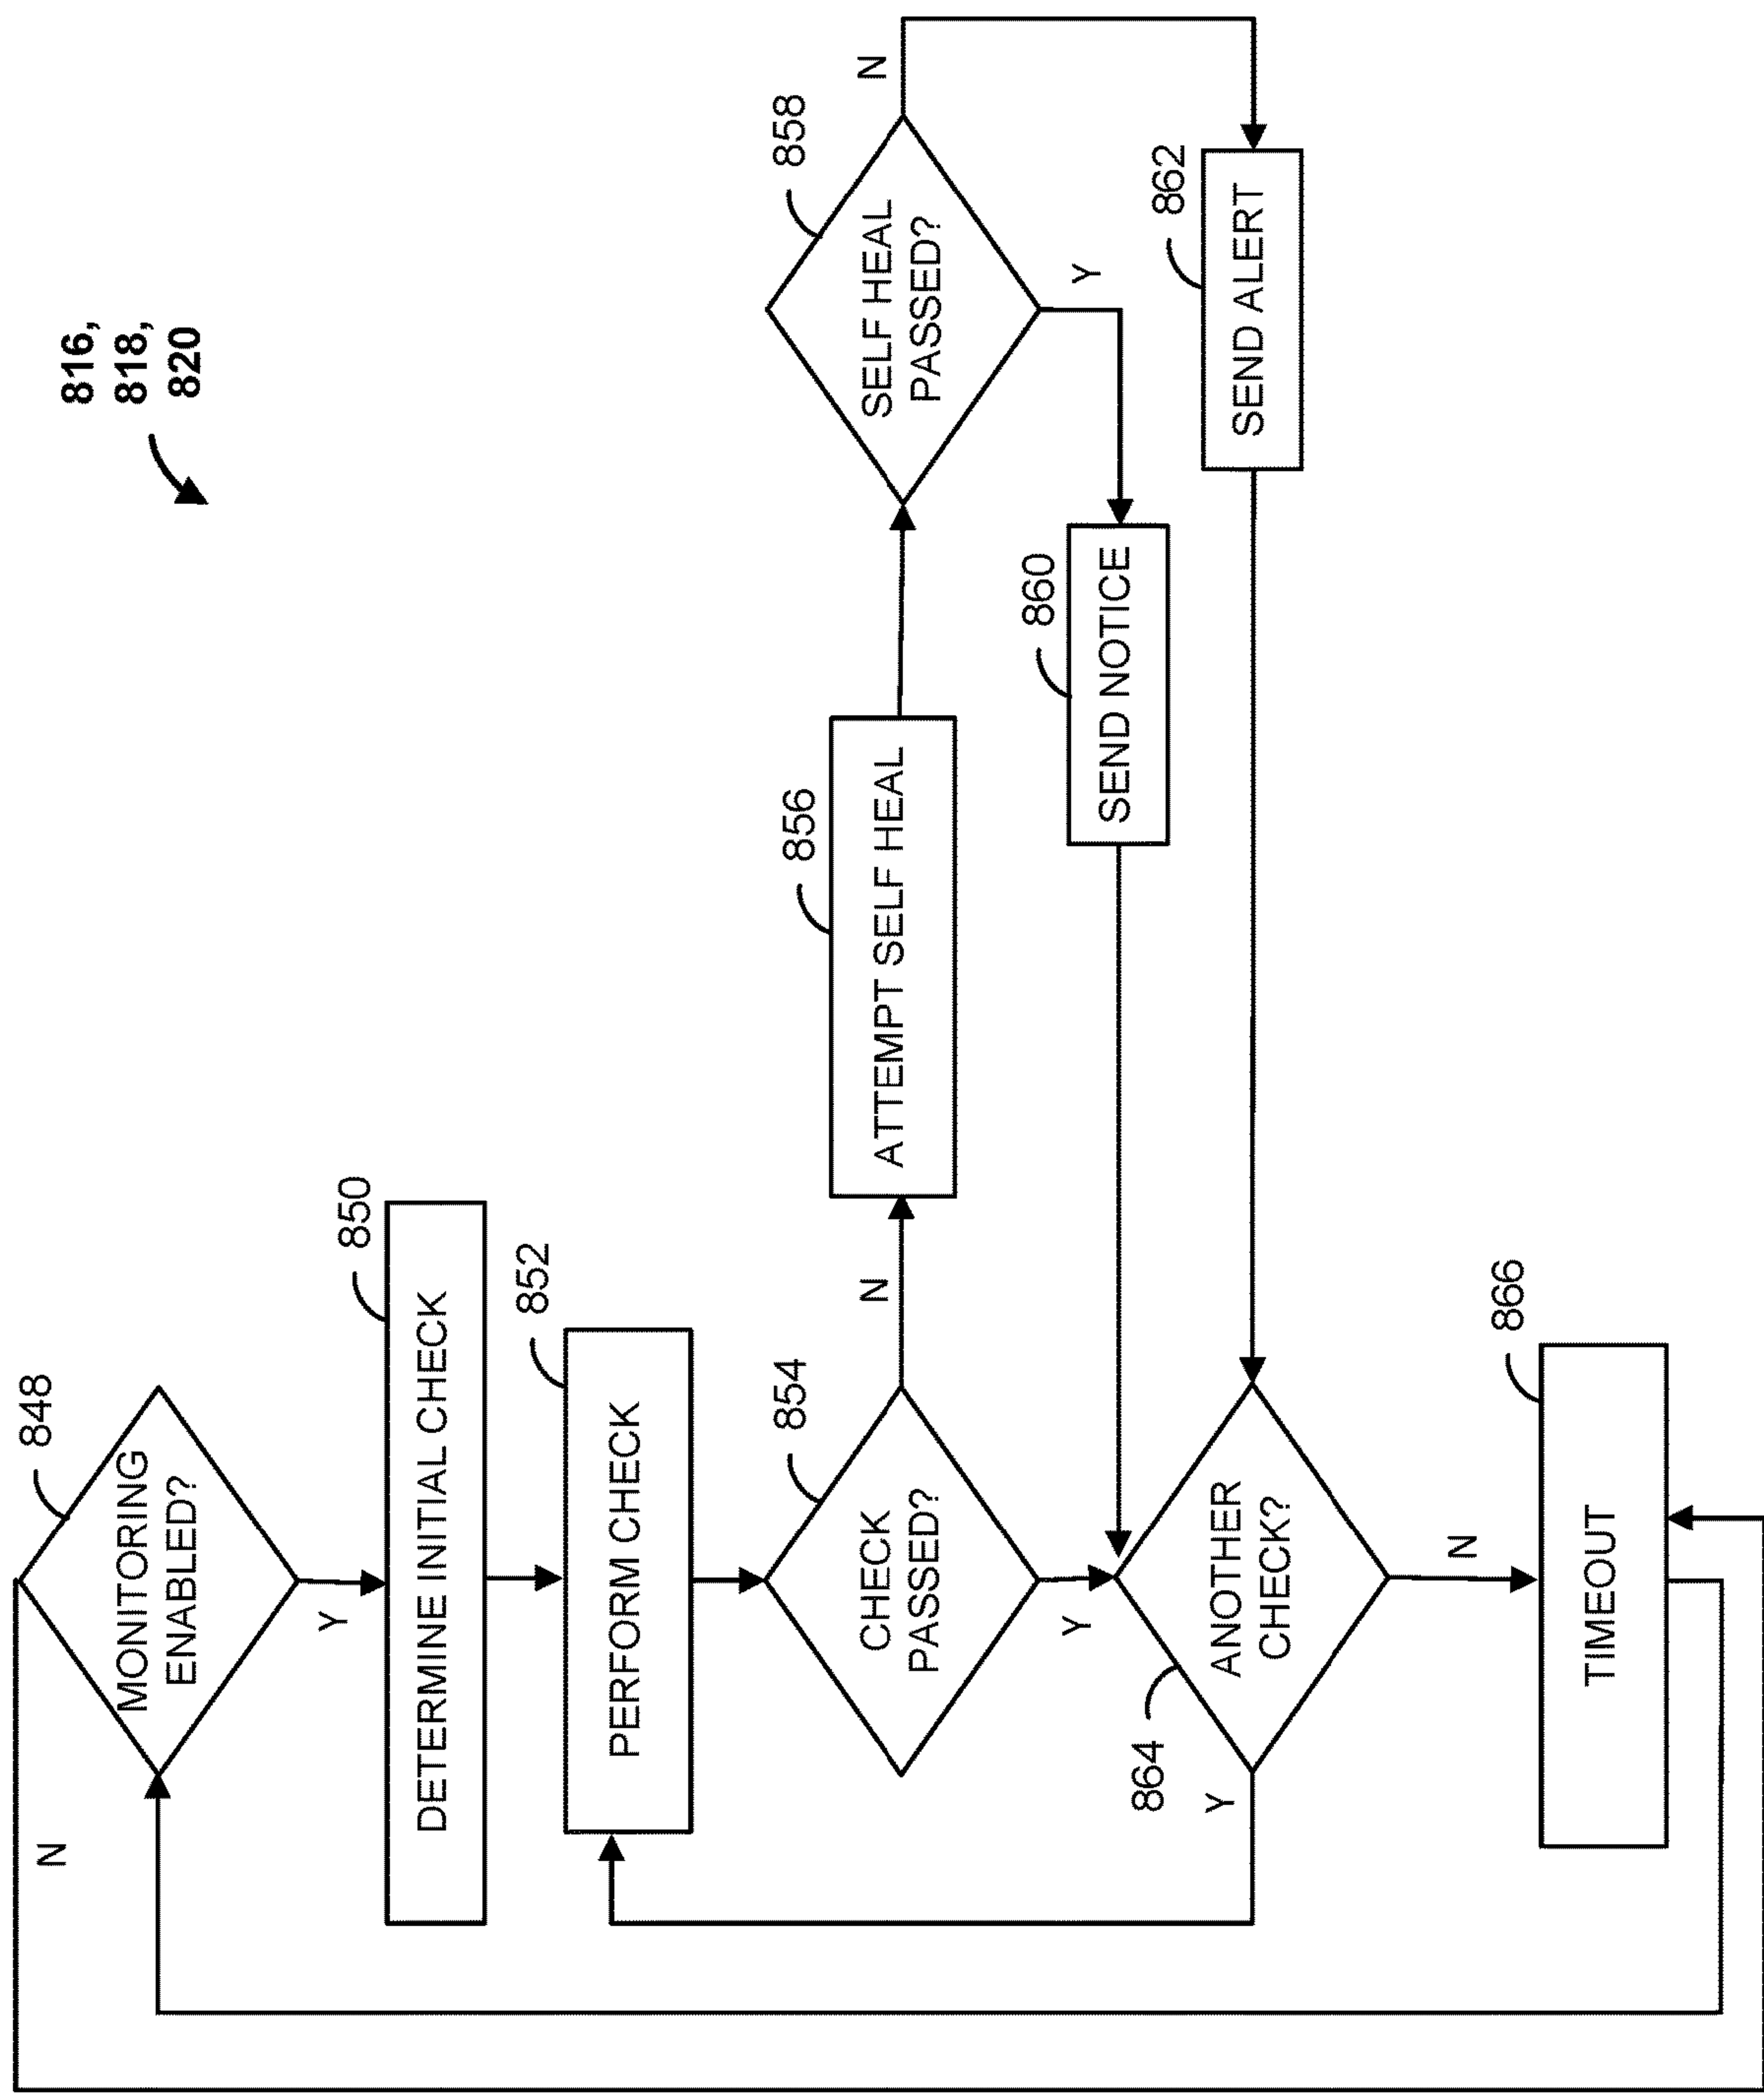 816,
818,
820
848
MONITORING
ENABLED?
N
Y
850
DETERMINE INITIAL CHECK
852
PERFORM CHECK
854
CHECK
PASSED?
N
Y
856
ATTEMPT SELF HEAL
858
SELF HEAL
PASSED?
N
Y
860
SEND NOTICE
862
SEND ALERT
864
ANOTHER
CHECK?
Y
N
866
TIMEOUT